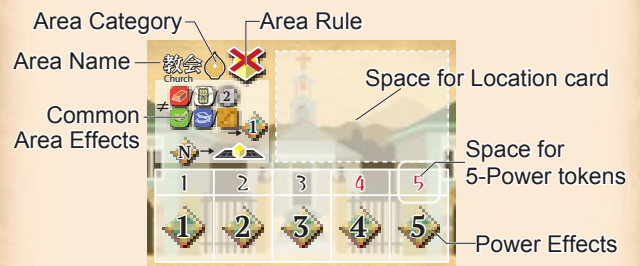 Area Category
Area Rule
Area Name
教会
Church
Space for Location card
Common
Area Effects
2
≠
1
N
Space for
5-Power tokens
1 2 3 4 5
1 2 3 4 5
Power Effects